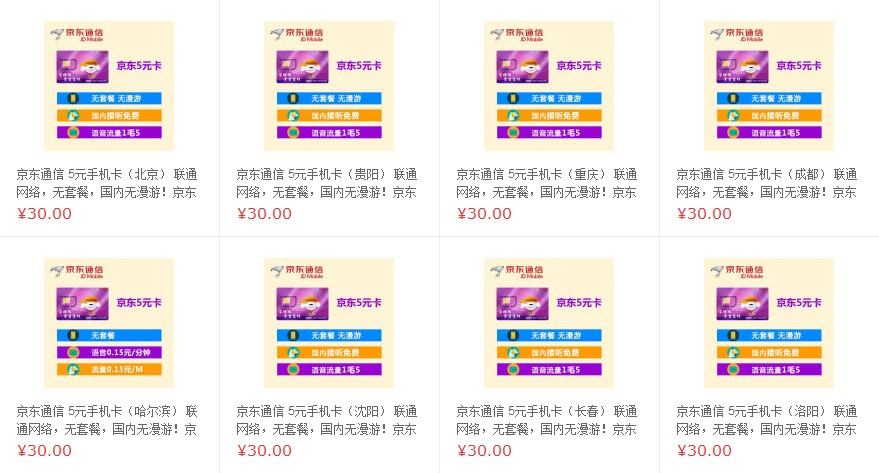 京东通信
JD Mobile
京东5元卡
无套餐 无漫游
国内接听免费
语音流量1毛5
京东通信 5元手机卡（北京） 联通
网络，无套餐，国内无漫游！京东
¥30.00
京东通信
JD Mobile
京东5元卡
无套餐 无漫游
国内接听免费
语音流量1毛5
京东通信 5元手机卡（贵阳） 联通
网络，无套餐，国内无漫游！京东
¥30.00
京东通信
JD Mobile
京东5元卡
无套餐 无漫游
国内接听免费
语音流量1毛5
京东通信 5元手机卡（重庆） 联通
网络，无套餐，国内无漫游！京东
¥30.00
京东通信
JD Mobile
京东5元卡
无套餐 无漫游
国内接听免费
语音流量1毛5
京东通信 5元手机卡（成都） 联通
网络，无套餐，国内无漫游！京东
¥30.00
京东通信
JD Mobile
京东5元卡
无套餐
语音0.15元/分钟
流量0.15元/M
京东通信 5元手机卡（哈尔滨） 联
通网络，无套餐，国内无漫游！京
¥30.00
京东通信
JD Mobile
京东5元卡
无套餐 无漫游
国内接听免费
语音流量1毛5
京东通信 5元手机卡（沈阳） 联通
网络，无套餐，国内无漫游！京东
¥30.00
京东通信
JD Mobile
京东5元卡
无套餐 无漫游
国内接听免费
语音流量1毛5
京东通信 5元手机卡（长春） 联通
网络，无套餐，国内无漫游！京东
¥30.00
京东通信
JD Mobile
京东5元卡
无套餐 无漫游
国内接听免费
语音流量1毛5
京东通信 5元手机卡（洛阳） 联通
网络，无套餐，国内无漫游！京东
¥30.00